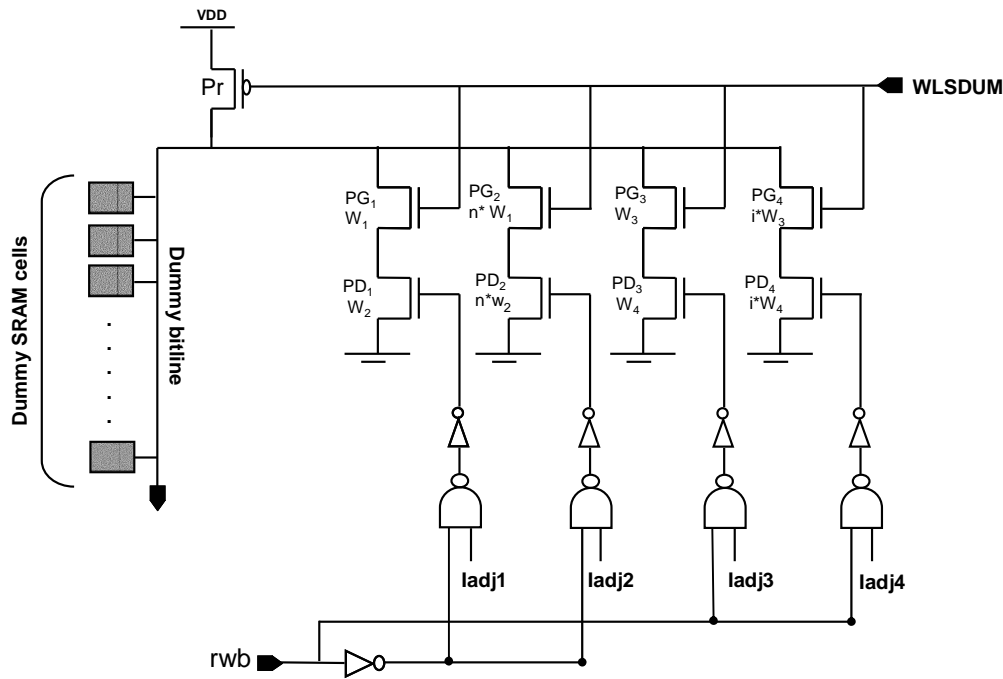 VDD
Pr
WLSDUM
PG₁
W₁
PG₂
n* W₁
PG₃
W₃
PG₄
i*W₃
PD₁
W₂
PD₂
n*w₂
PD₃
W₄
PD₄
i*W₄
Dummy SRAM cells
Dummy bitline
Iadj1
Iadj2
Iadj3
Iadj4
rwb